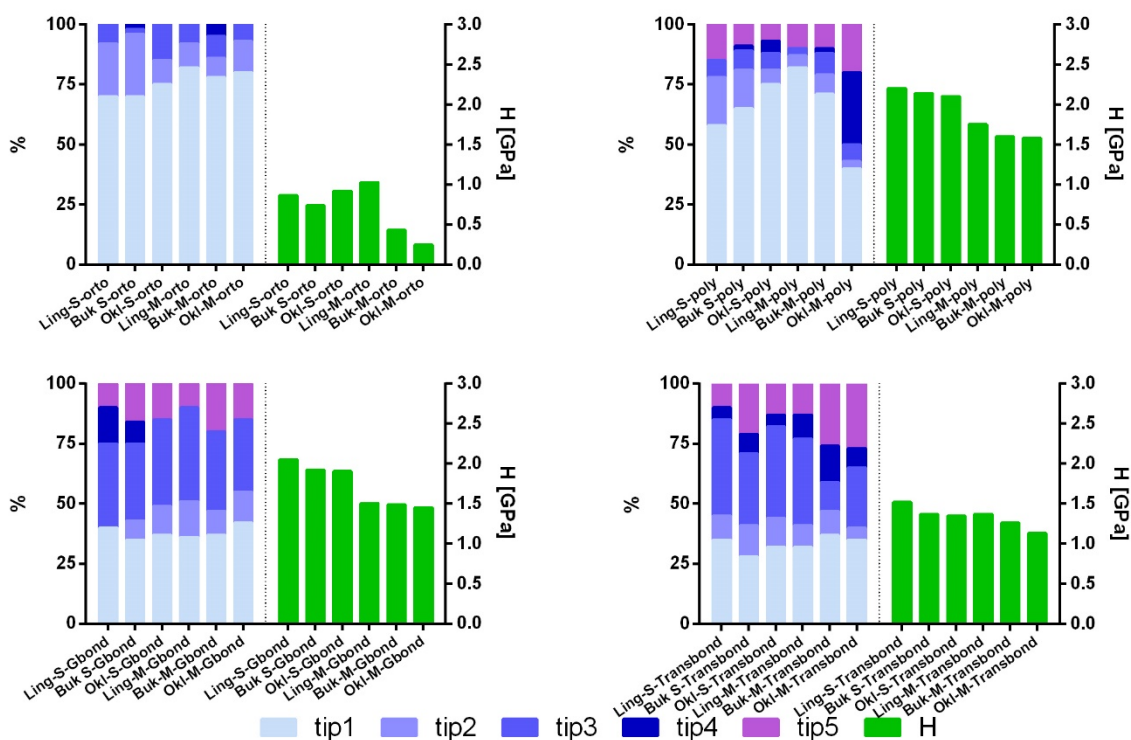 100
75
50
25
0
%
3.0
2.5
2.0
1.5
1.0
0.5
0.0
H [GPa]
Ling-S-orto
Buk S-orto
Okl-S-orto
Ling-M-orto
Buk-M-orto
Okl-M-orto
Ling-S-orto
Buk S-orto
Okl-S-orto
Ling-M-orto
Buk-M-orto
Okl-M-orto
100
75
50
25
0
%
3.0
2.5
2.0
1.5
1.0
0.5
0.0
H [GPa]
Ling-S-poly
Buk S-poly
Okl-S-poly
Ling-M-poly
Buk-M-poly
Okl-M-poly
Ling-S-poly
Buk S-poly
Okl-S-poly
Ling-M-poly
Buk-M-poly
Okl-M-poly
100
75
50
25
0
%
3.0
2.5
2.0
1.5
1.0
0.5
0.0
H [GPa]
Ling-S-Gbond
Buk S-Gbond
Okl-S-Gbond
Ling-M-Gbond
Buk-M-Gbond
Okl-M-Gbond
Ling-S-Gbond
Buk S-Gbond
Okl-S-Gbond
Ling-M-Gbond
Buk-M-Gbond
Okl-M-Gbond
100
75
50
25
0
%
3.0
2.5
2.0
1.5
1.0
0.5
0.0
H [GPa]
Ling-S-Transbond
Buk S-Transbond
Okl-S-Transbond
Ling-M-Transbond
Buk-M-Transbond
Okl-M-Transbond
Ling-S-Transbond
Buk S-Transbond
Okl-S-Transbond
Ling-M-Transbond
Buk-M-Transbond
Okl-M-Transbond
tip1 tip2 tip3 tip4 tip5 H